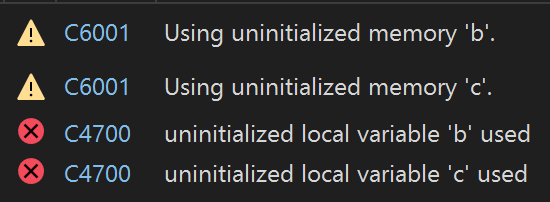 C6001 Using uninitialized memory 'b'.
C6001 Using uninitialized memory 'c'.
C4700 uninitialized local variable 'b' used
C4700 uninitialized local variable 'c' used